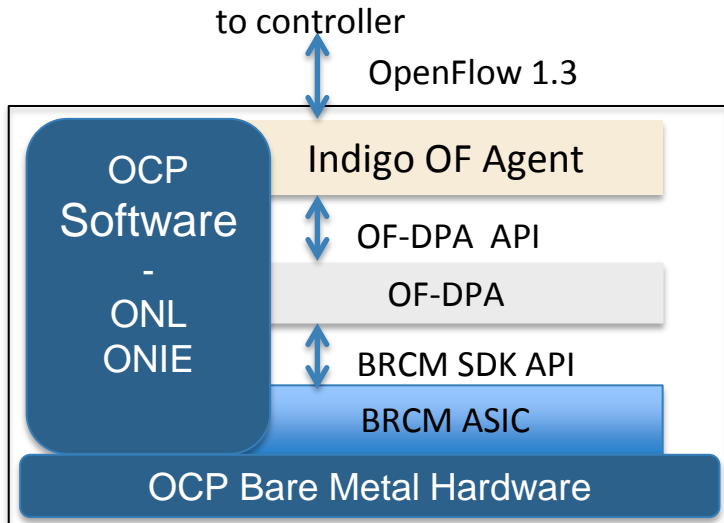 to controller
OpenFlow 1.3
OCP
Software
-
ONL
ONIE
Indigo OF Agent
OF-DPA API
OF-DPA
BRCM SDK API
BRCM ASIC
OCP Bare Metal Hardware